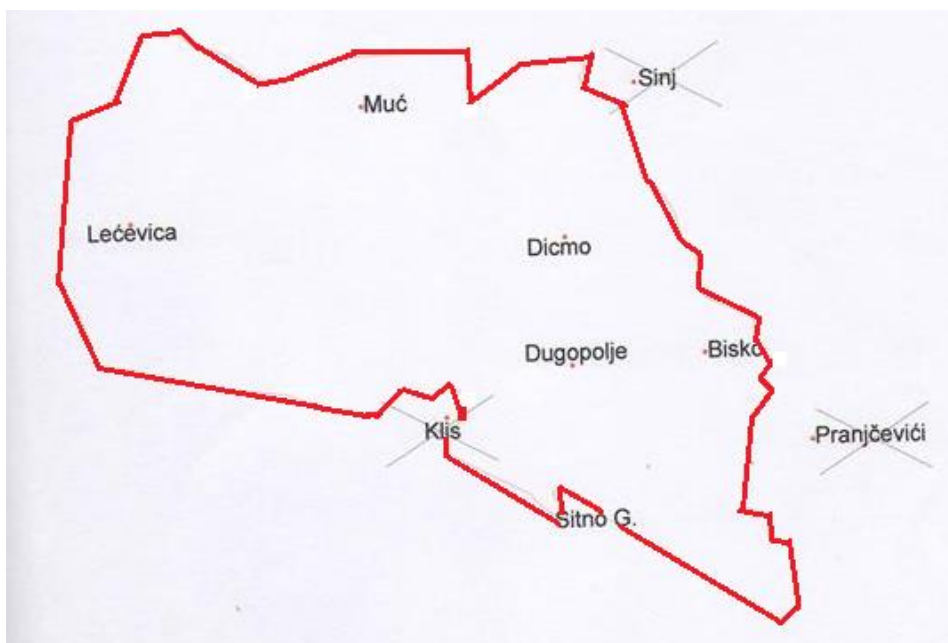 Sinj
Muć
Lećevica
Dicmo
Dugopolje
Bisko
Klis
Pranjčevići
Sitno G.